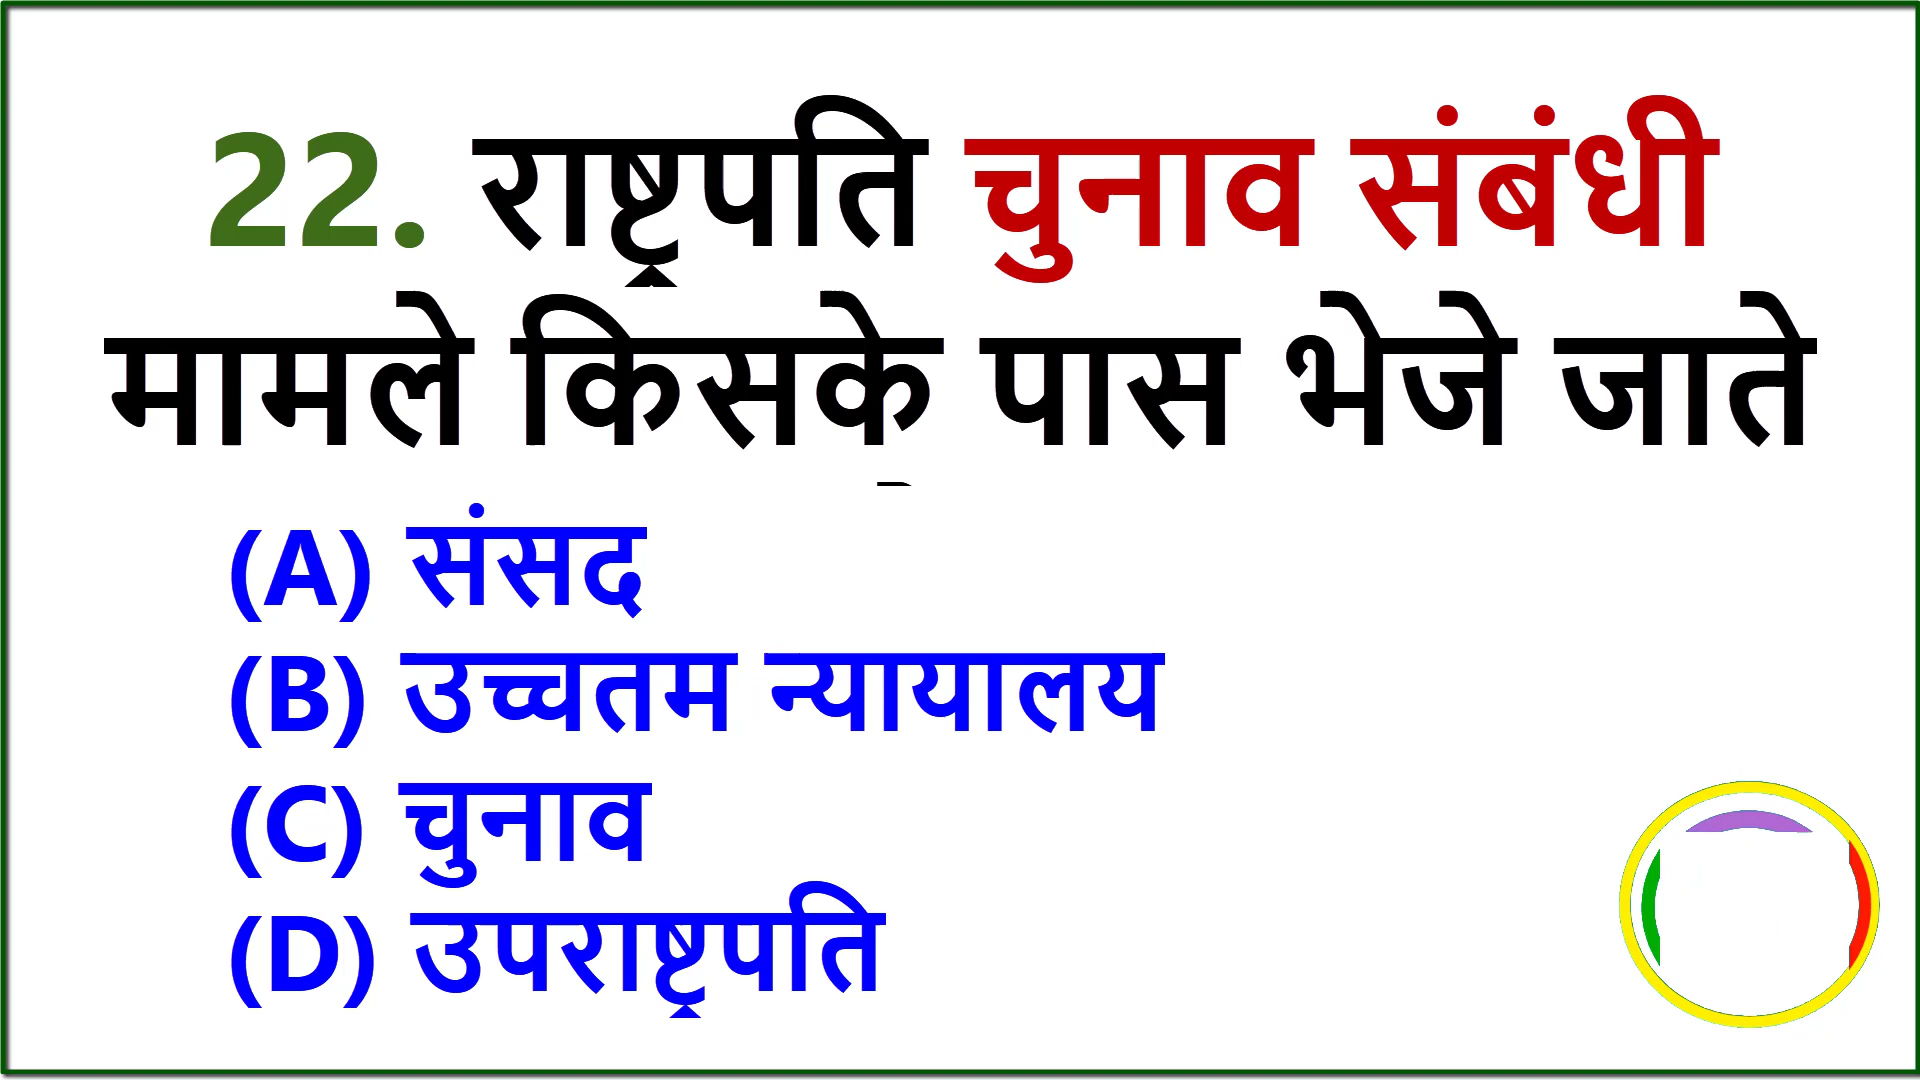 22. राष्ट्रपति चुनाव संबंधी
मामले किसके पास भेजे जाते
(A) संसद
(B) उच्चतम न्यायालय
(C) चुनाव
(D) उपराष्ट्रपति